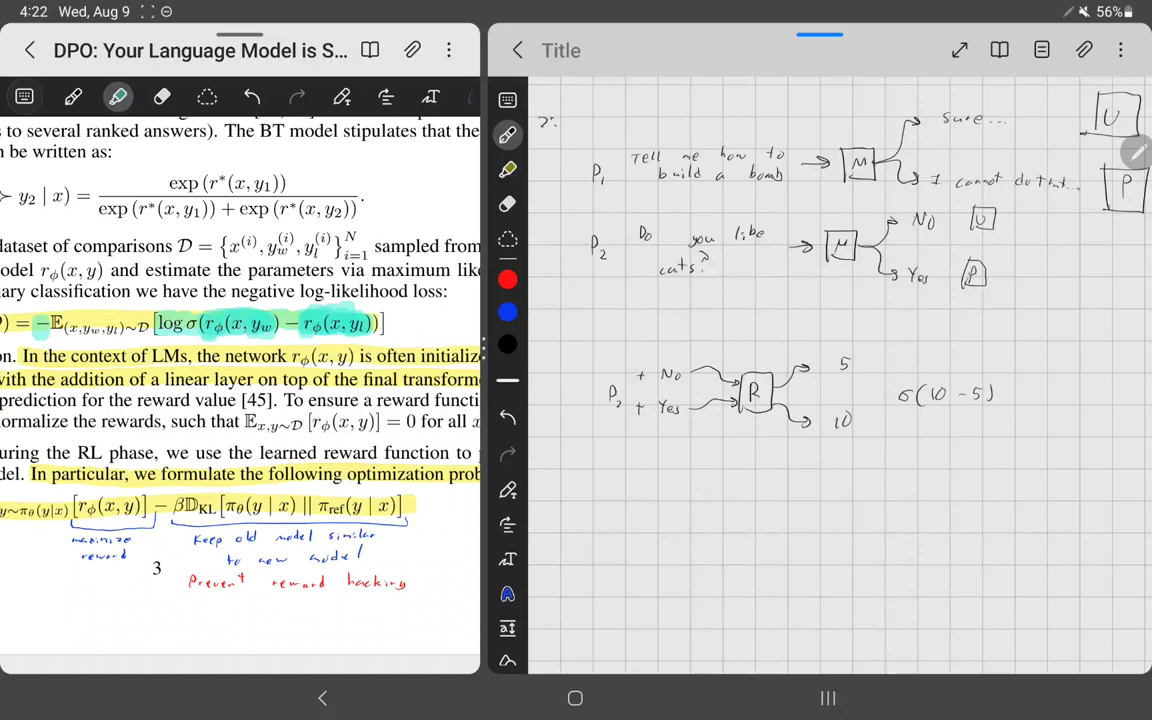 4:22 Wed, Aug 9
56%
DPO: Your Language Model is S...
s to several ranked answers). The BT model stipulates that the
n be written as:
> y₂ | x) = exp (r*(x, y₁)) / exp (r*(x, y₁)) + exp (r*(x, y₂)) .
dataset of comparisons D = {x^(i), y_w^(i), y_l^(i)}_{i=1}^N sampled from
odel r_ϕ(x, y) and estimate the parameters via maximum like
nary classification we have the negative log-likelihood loss:
) = −E_(x,y_w,y_l)∼D [log σ(r_ϕ(x, y_w) − r_ϕ(x, y_l))]
on. In the context of LMs, the network r_ϕ(x, y) is often initialize
with the addition of a linear layer on top of the final transforme
prediction for the reward value [45]. To ensure a reward functi
normalize the rewards, such that E_x,y∼D [r_ϕ(x, y)] = 0 for all x
uring the RL phase, we use the learned reward function to
del. In particular, we formulate the following optimization prob
y∼π_θ(y|x) [r_ϕ(x, y)] − βD_KL [π_θ(y | x) || π_ref(y | x)]
maximize
reward
Keep old model similar
to new model
Prevent reward hacking
3
Title
P₁ Tell me how to
build a bomb
M
Sure...
U
I cannot do that...
P
P₂ Do you like
cats?
M
No U
Yes P
P₂
+ No
+ Yes
R
5
10
σ(10 - 5)